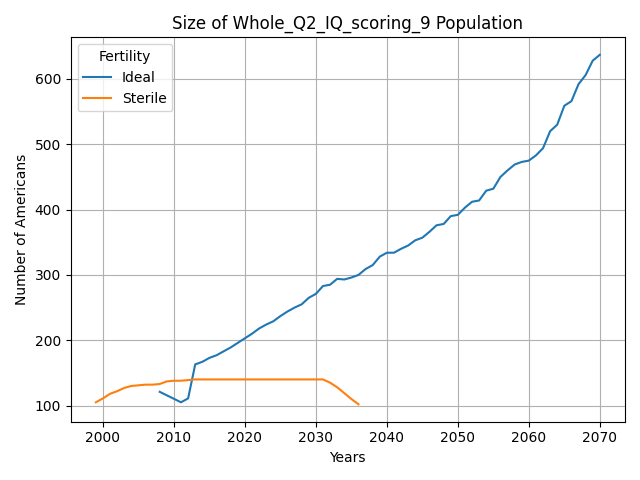 Size of Whole_Q2_IQ_scoring_9 Population
Fertility
Ideal
Sterile
Number of Americans
600
500
400
300
200
100
2000 2010 2020 2030 2040 2050 2060 2070
Years